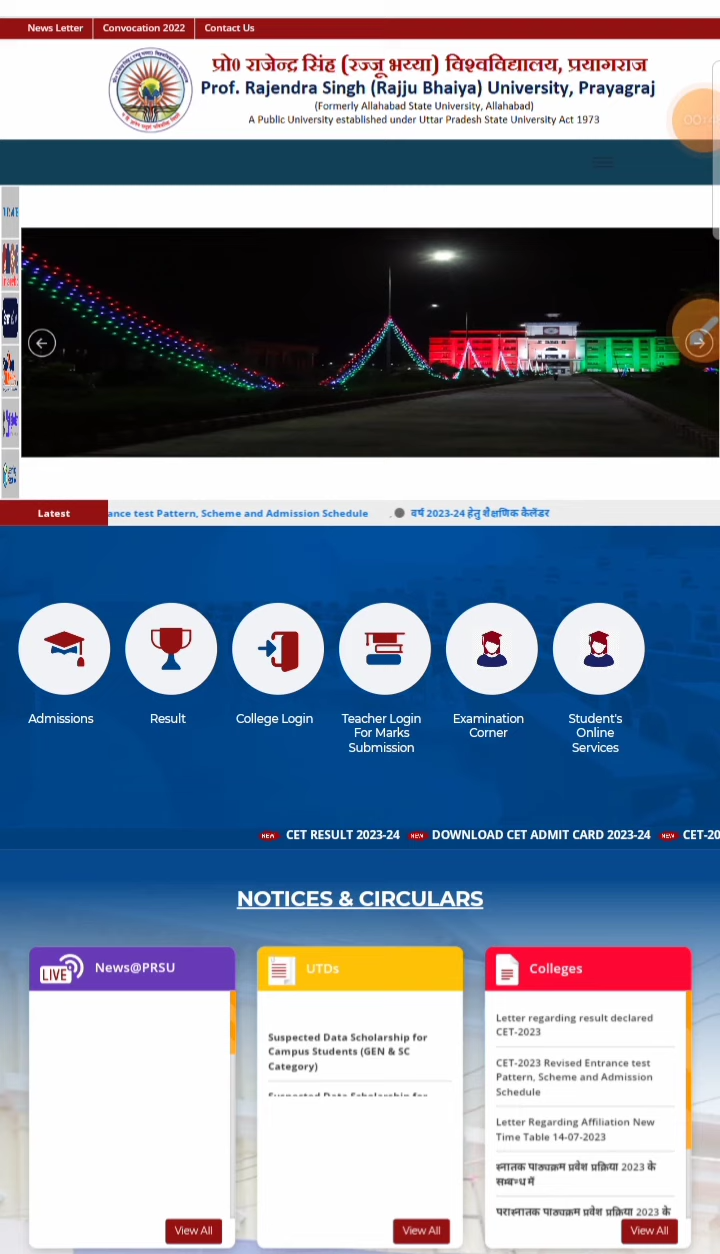 News Letter
Convocation 2022
Contact Us
प्रो0 राजेन्द्र सिंह (रज्जू भय्या) विश्वविद्यालय, प्रयागराज
Prof. Rajendra Singh (Rajju Bhaiya) University, Prayagraj
(Formerly Allahabad State University, Allahabad)
A Public University established under Uttar Pradesh State University Act 1973
Latest
ance test Pattern, Scheme and Admission Schedule
वर्ष 2023-24 हेतु शैक्षणिक कैलेंडर
Admissions
Result
College Login
Teacher Login
For Marks
Submission
Examination
Corner
Student's
Online
Services
NEW CET RESULT 2023-24
NEW DOWNLOAD CET ADMIT CARD 2023-24
NEW CET-20
NOTICES & CIRCULARS
LIVE
News@PRSU
View All
UTDs
Suspected Data Scholarship for
Campus Students (GEN & SC
Category)
Suspected Data Scholarship for
View All
Colleges
Letter regarding result declared
CET-2023
CET-2023 Revised Entrance test
Pattern, Scheme and Admission
Schedule
Letter Regarding Affiliation New
Time Table 14-07-2023
स्नातक पाठ्यक्रम प्रवेश प्रक्रिया 2023 के
सम्बन्ध में
परास्नातक पाठ्यक्रम प्रवेश प्रक्रिया 2023 के
View All